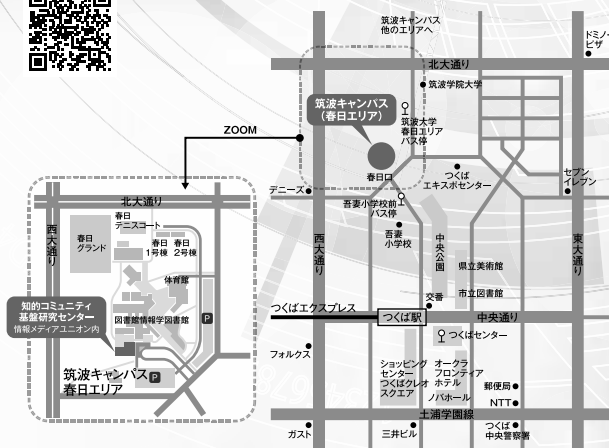 筑波キャンパス
他のエリアへ
ドミノ・
ピザ
北大通り
筑波学院大学
筑波キャンパス
（春日エリア）
筑波大学
春日エリア
バス停
ZOOM
春日口
つくば
エキスポセンター
セブン
イレブン
デニーズ
吾妻小学校前
バス停
吾妻
小学校
西大通り
中央公園
東大通り
県立美術館
市立図書館
交番
つくばエクスプレス
つくば駅
中央通り
つくばセンター
フォルクス
ショッピング
センター
つくばクレオ
スクエア
オークラ
フロンティア
ホテル
ノバホール
郵便局
NTT
土浦学園線
ガスト
三井ビル
つくば
中央警察署
北大通り
西大通り
春日
テニスコート
春日
グランド
春日
1号棟
春日
2号棟
体育館
知的コミュニティ
基盤研究センター
情報メディアユニオン内
図書館情報学図書館
P
筑波キャンパス
春日エリア
P